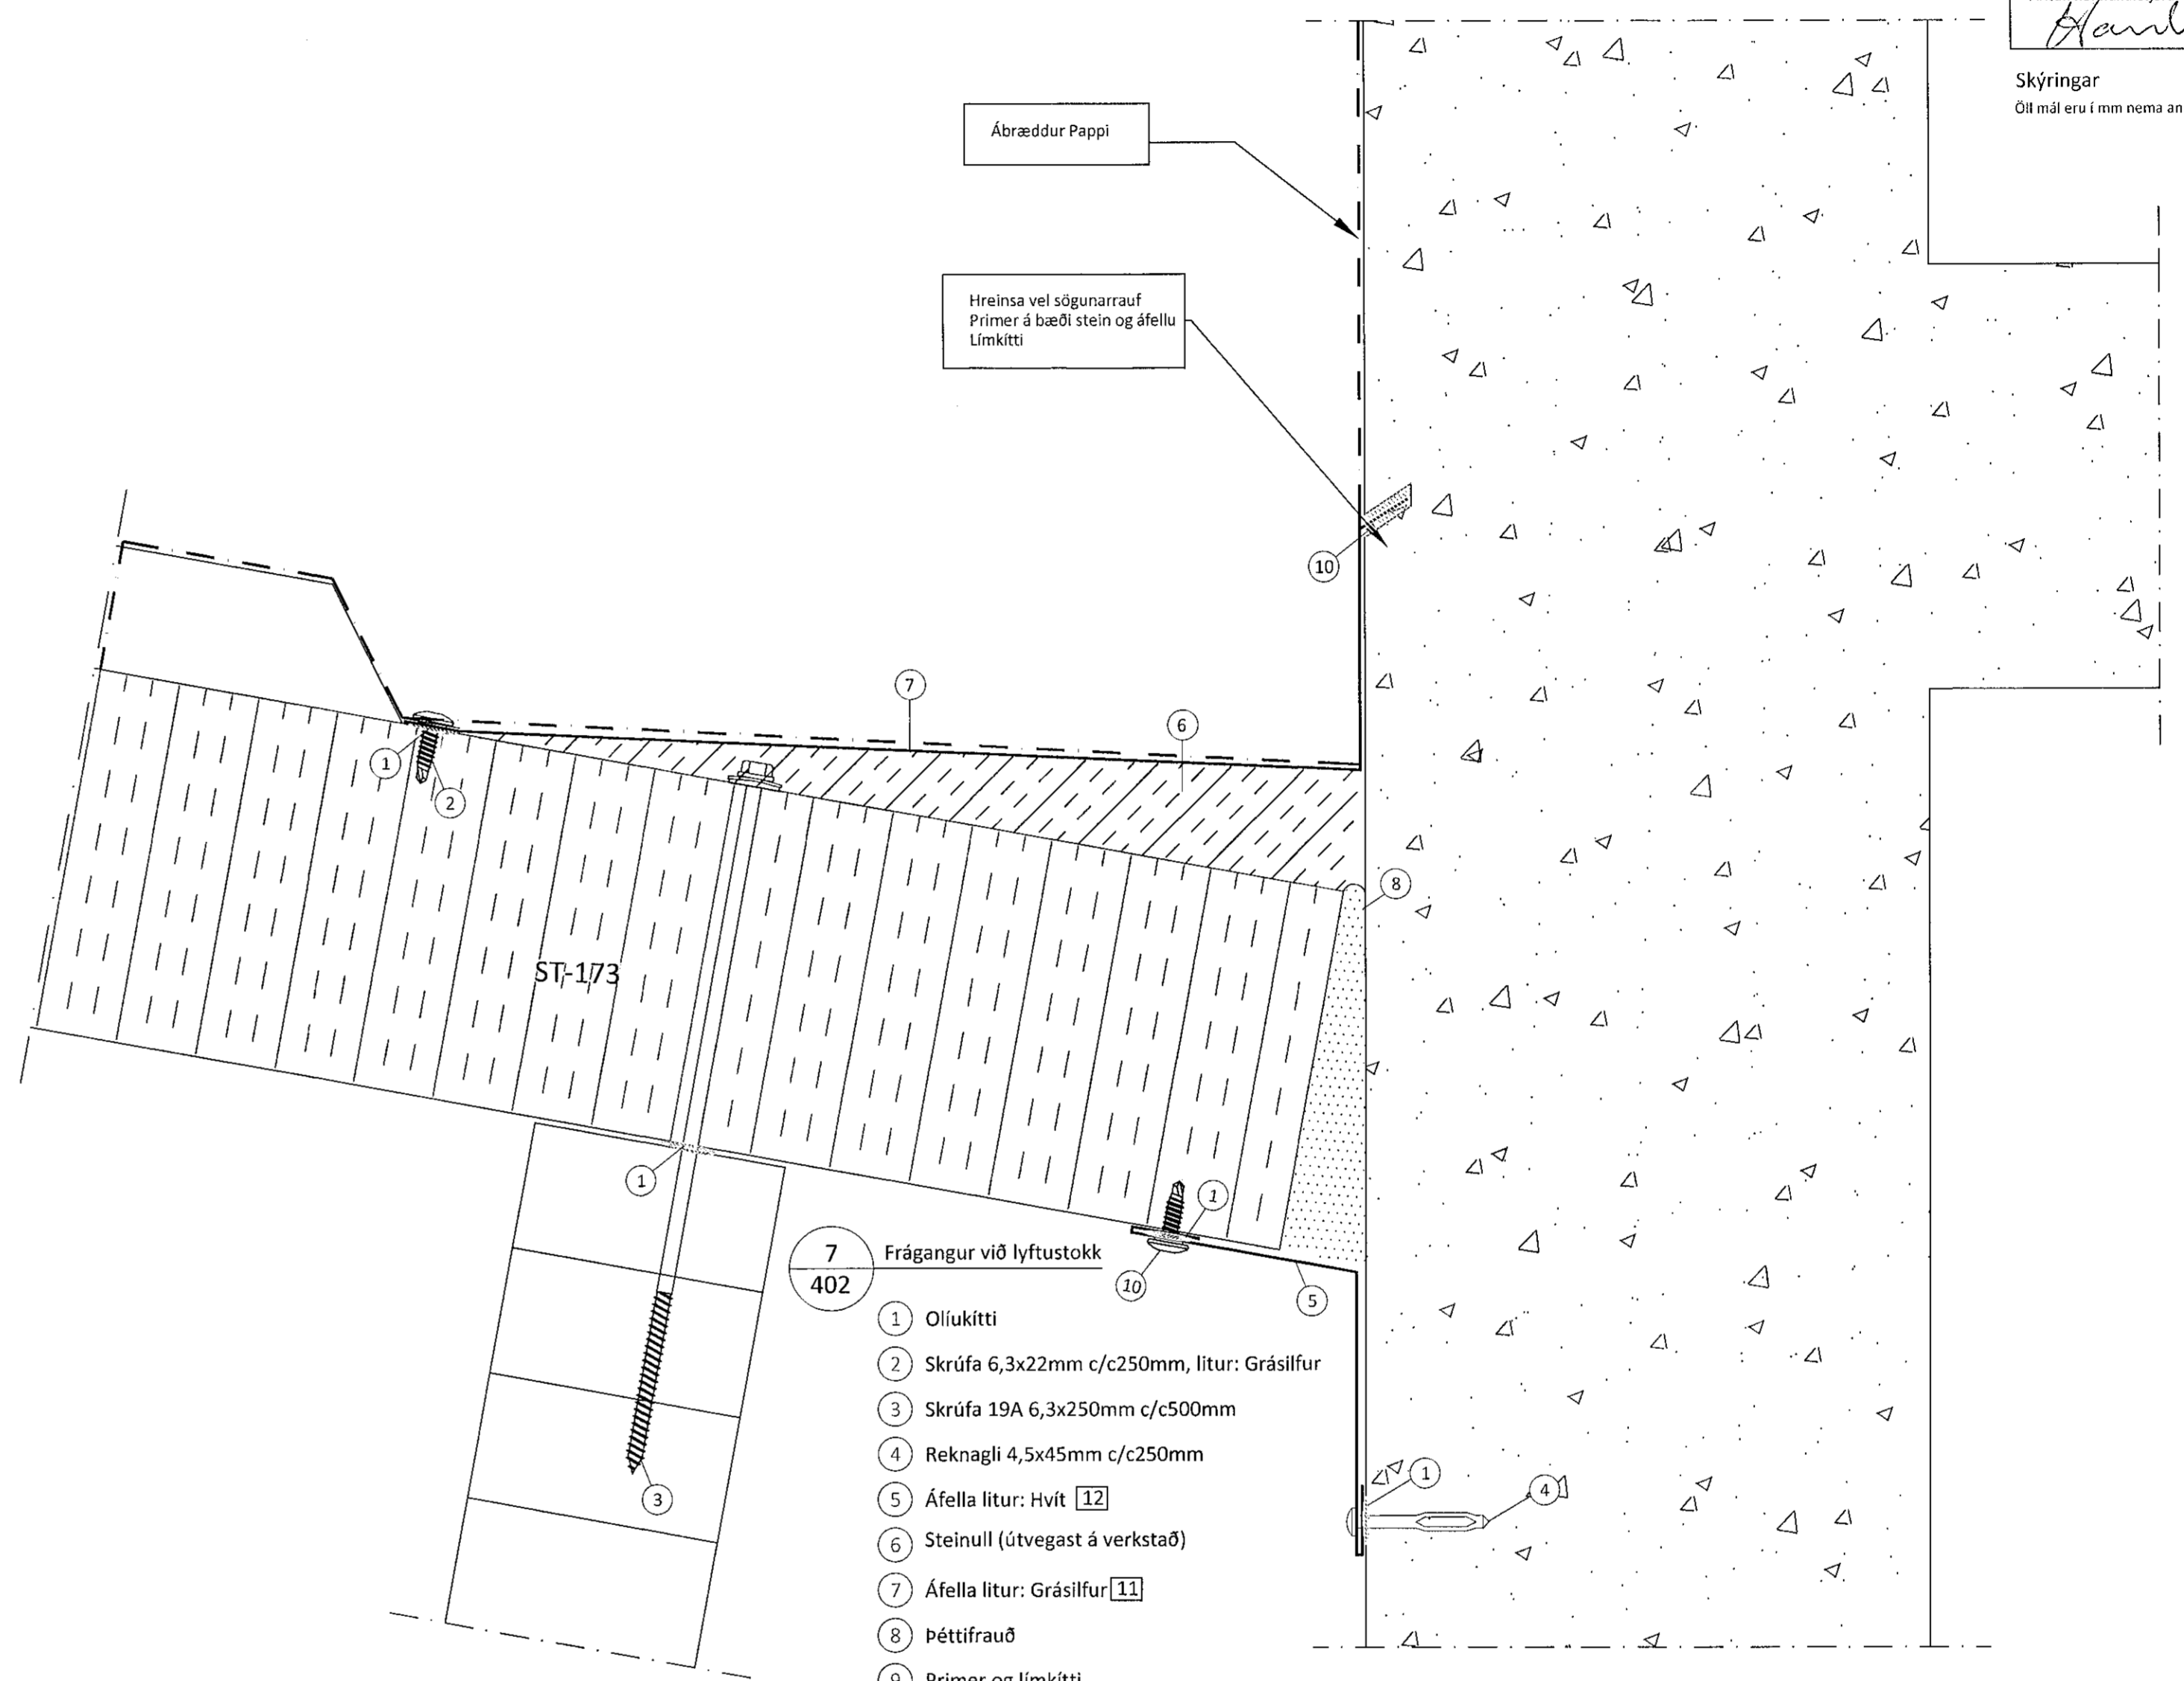 Skýringar
Öll mál eru í mm nema an
Ábræddur Pappi
Hreinsa vel sögunarrauf
Primer á bæði stein og áfellu
Límkítti
10
7
6
1
2
8
ST-173
1
1
10
5
3
1
4
7
402
Frágangur við lyftustokk
1 Olíukítti
2 Skrúfa 6,3x22mm c/c250mm, litur: Grásilfur
3 Skrúfa 19A 6,3x250mm c/c500mm
4 Reknagli 4,5x45mm c/c250mm
5 Áfella litur: Hvít 12
6 Steinull (útvegast á verkstað)
7 Áfella litur: Grásilfur 11
8 Þéttifrauð
9 Primer og límkítti